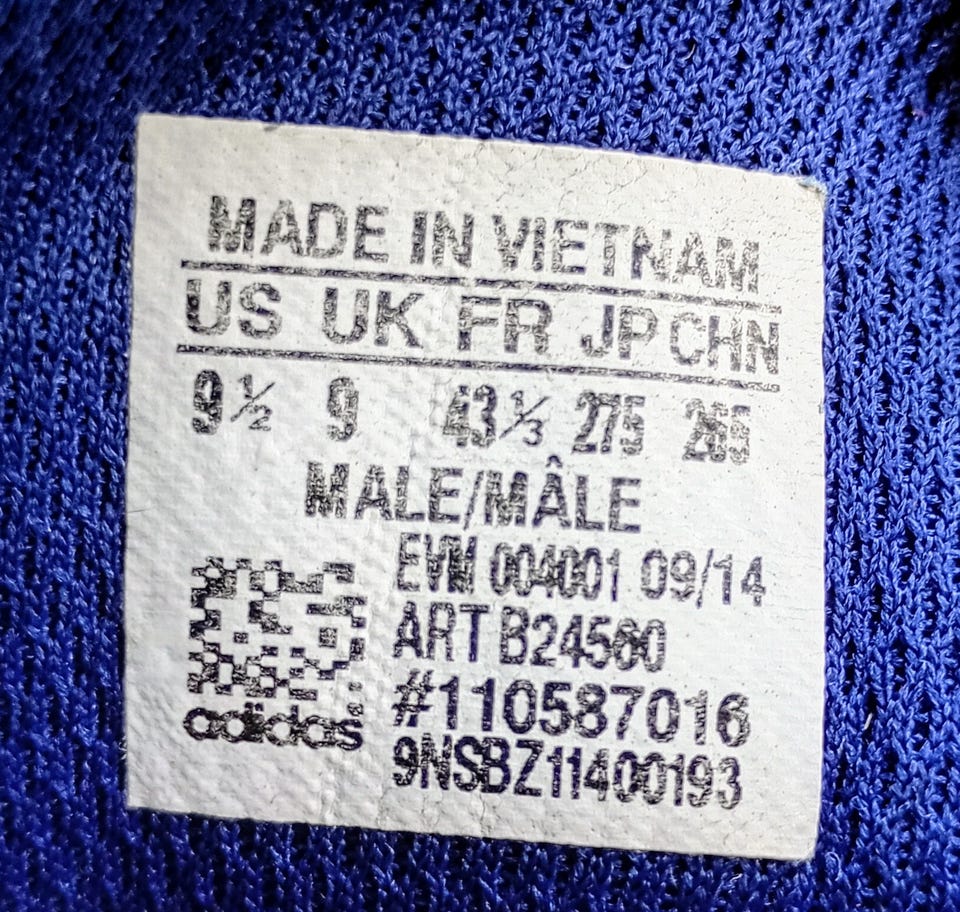 MADE IN VIETNAM
US UK FR JP CHN
9½ 9 43⅓ 275 265
MALE/MÂLE
EVM 004001 09/14
ART B24560
#110587016
9NSBZ11400193
adidas